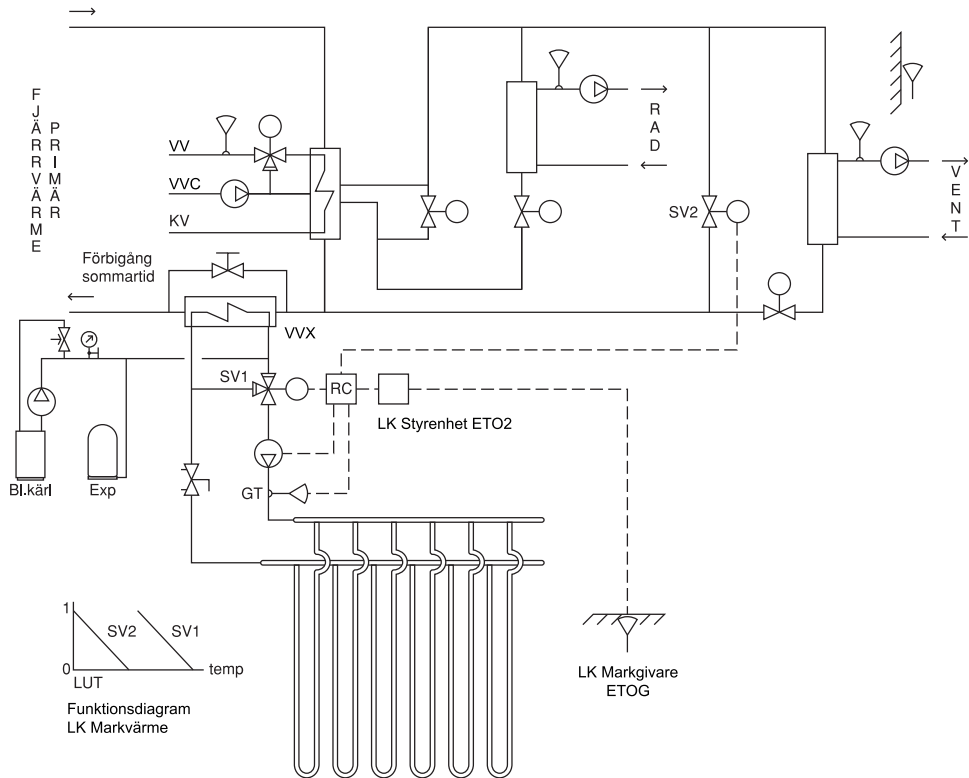 FJÄRRVÄRME
PRIMÄR
VV
VVC
KV
RAD
VENT
SV2
Förbigång
sommartid
VVX
SV1
RC
LK Styrenhet ETO2
GT
Bl.kärl
Exp
1
SV2
SV1
0
temp
LUT
Funktionsdiagram
LK Markvärme
LK Markgivare
ETOG